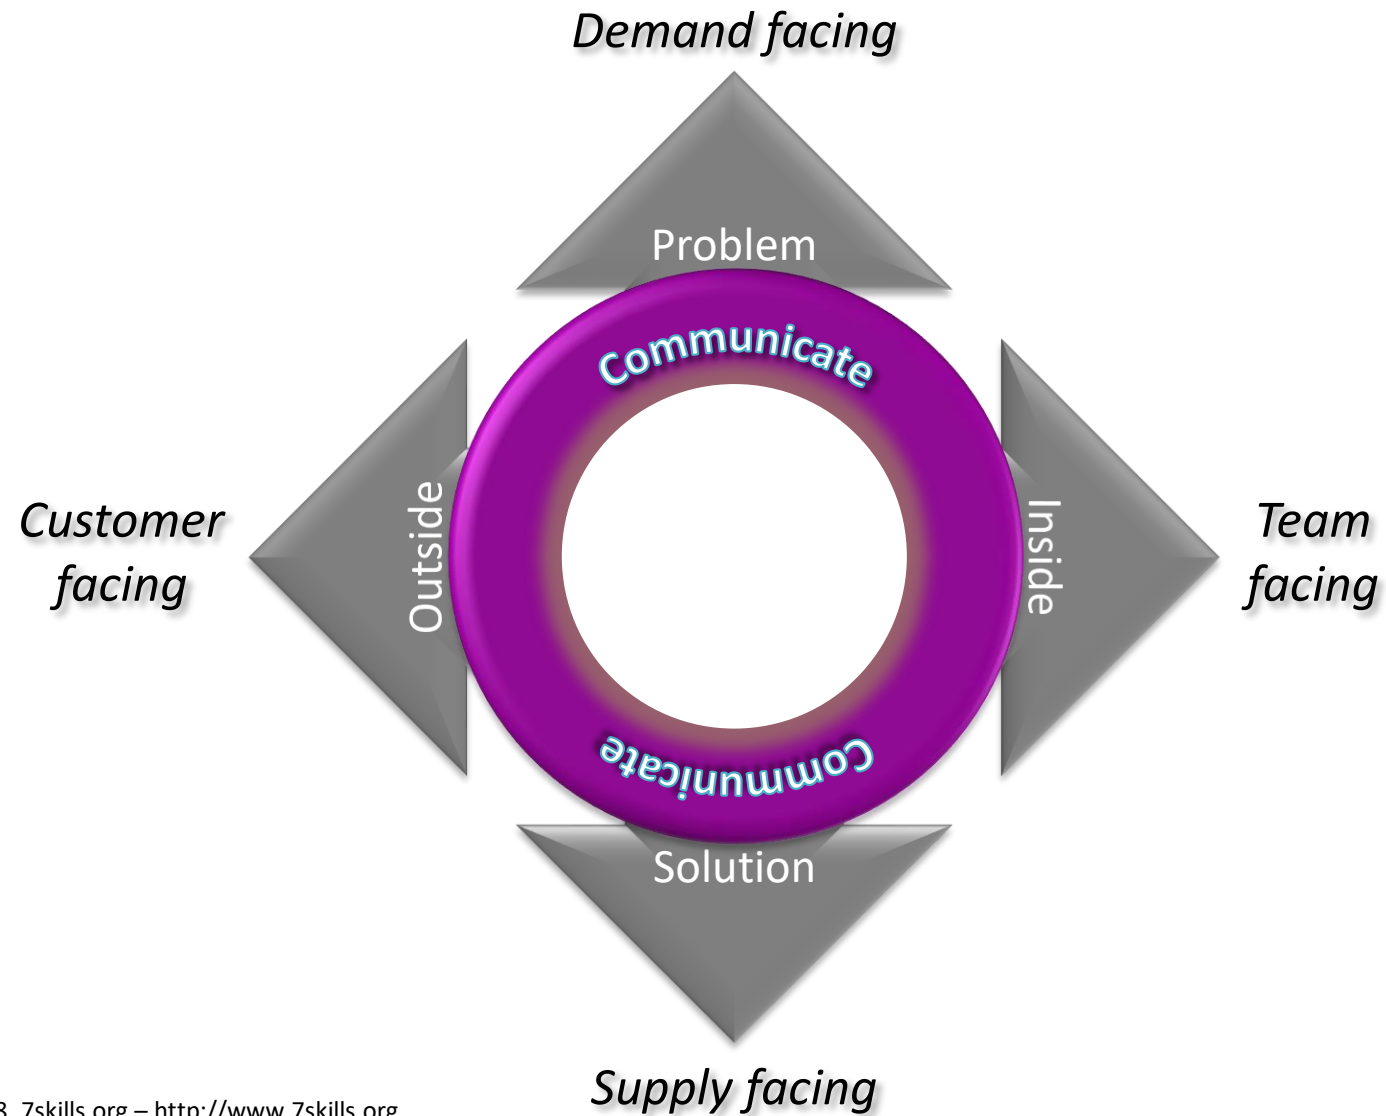 Demand facing
Problem
Communicate
Customer
facing
Outside
Inside
Team
facing
Communicate
Solution
Supply facing
7skills.org – http://www.7skills.org